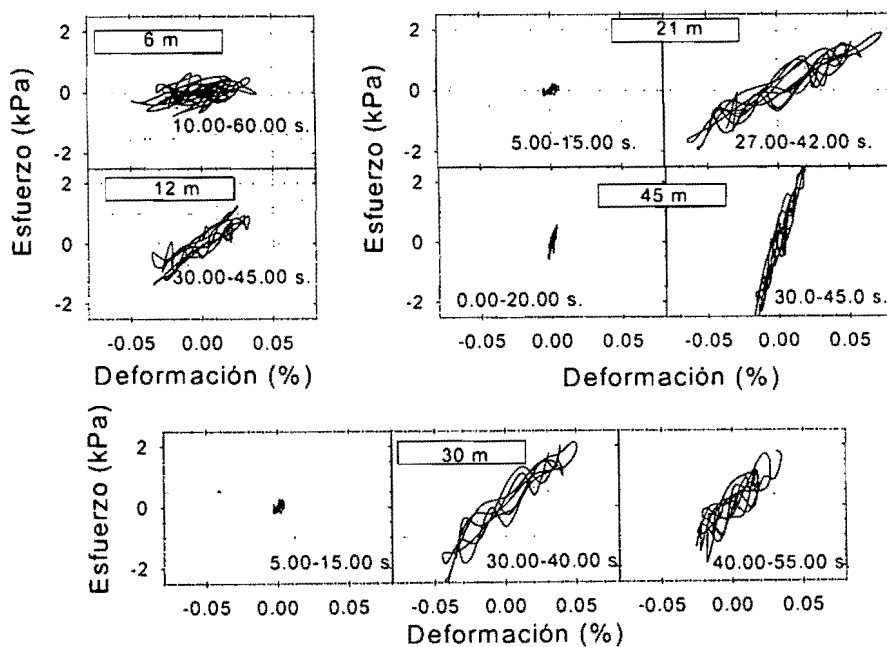 6 m
21 m
2
0
-2
Esfuerzo (kPa)
10.00-60.00 s.
2
0
-2
Esfuerzo (kPa)
5.00-15.00 s.
27.00-42.00 s.
12 m
45 m
2
0
-2
30.00-45.00 s.
2
0
-2
0.00-20.00 s.
30.0-45.0 s.
-0.05 0.00 0.05
-0.05 0.00 0.05 -0.05 0.00 0.05
Deformación (%)
Deformación (%)
30 m
Esfuerzo (kPa)
2
0
-2
5.00-15.00 s.
30.00-40.00 s.
40.00-55.00 s.
-0.05 0.00 0.05 -0.05 0.00 0.05 -0.05 0.00 0.05
Deformación (%)